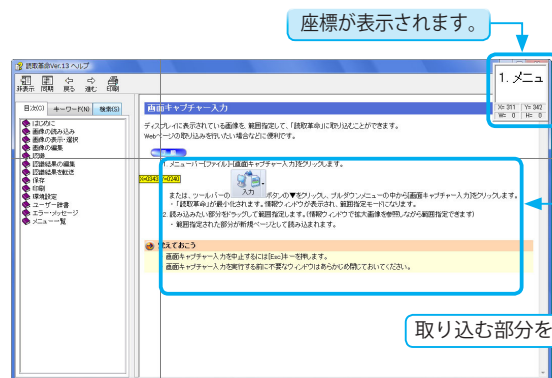 座標が表示されます。
読取革命Ver.13 ヘルプ
非表示 同期 戻る 進む 印刷
1. メニュ
X= 311 Y= 342
W= 0 H= 0
目次(C) キーワード(N) 検索(S)
はじめに
画像の読み込み
画像の表示・選択
画像の編集
認識
認識結果の編集
認識結果を転送
保存
印刷
環境設定
ユーザー辞書
エラー・メッセージ
メニュー一覧
画面キャプチャー入力
ディスプレイに表示されている画像を、範囲指定して、「読取革命」に取り込むことができます。
Webページの取り込みを行いたい場合などに便利です。
1. メニューバー[ファイル]-[画面キャプチャー入力]をクリックします。
入力
または、ツールバーの ボタンの▼をクリックし、プルダウンメニューの中から[画面キャプチャー入力]をクリックします。
・「読取革命」が最小化されます。情報ウィンドウが表示され、範囲指定モードになります。
2. 読み込みたい部分をドラッグして範囲指定します。(情報ウィンドウで拡大画像を参照しながら範囲指定できます)
・ 範囲指定された部分が新規ページとして読み込まれます。
覚えておこう
画面キャプチャー入力を中止するには[Esc]キーを押します。
画面キャプチャー入力を実行する前に不要なウィンドウはあらかじめ閉じておいてください。
取り込む部分を